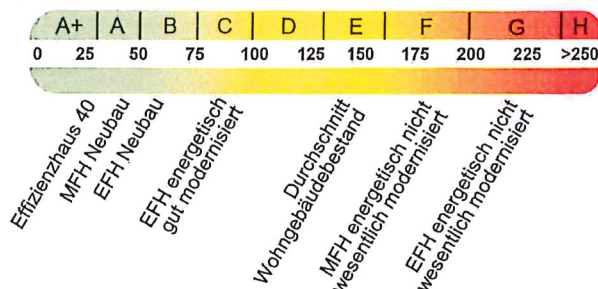 A+ A B C D E F G H
0 25 50 75 100 125 150 175 200 225 >250
Effizienzhaus 40
MFH Neubau
EFH Neubau
EFH energetisch
gut modernisiert
Durchschnitt
Wohngebäudebestand
MFH energetisch nicht
wesentlich modernisiert
EFH energetisch nicht
wesentlich modernisiert